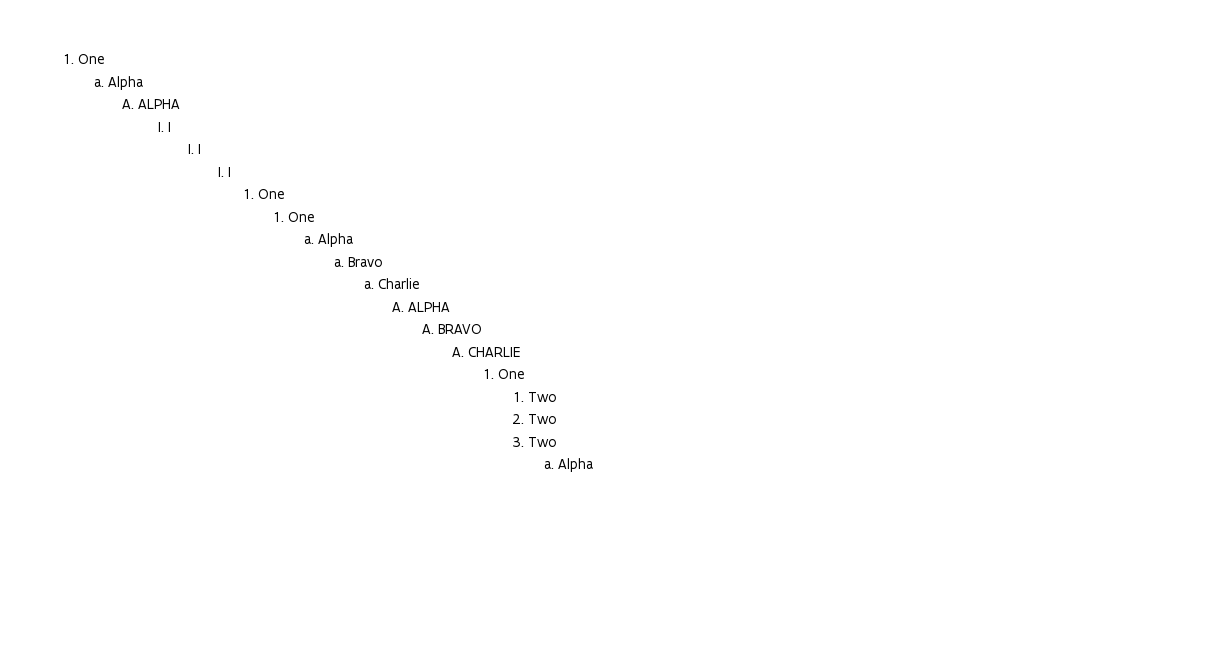 1. One
a. Alpha
A. ALPHA
I. I
I. I
I. I
1. One
1. One
a. Alpha
a. Bravo
a. Charlie
A. ALPHA
A. BRAVO
A. CHARLIE
1. One
1. Two
2. Two
3. Two
a. Alpha